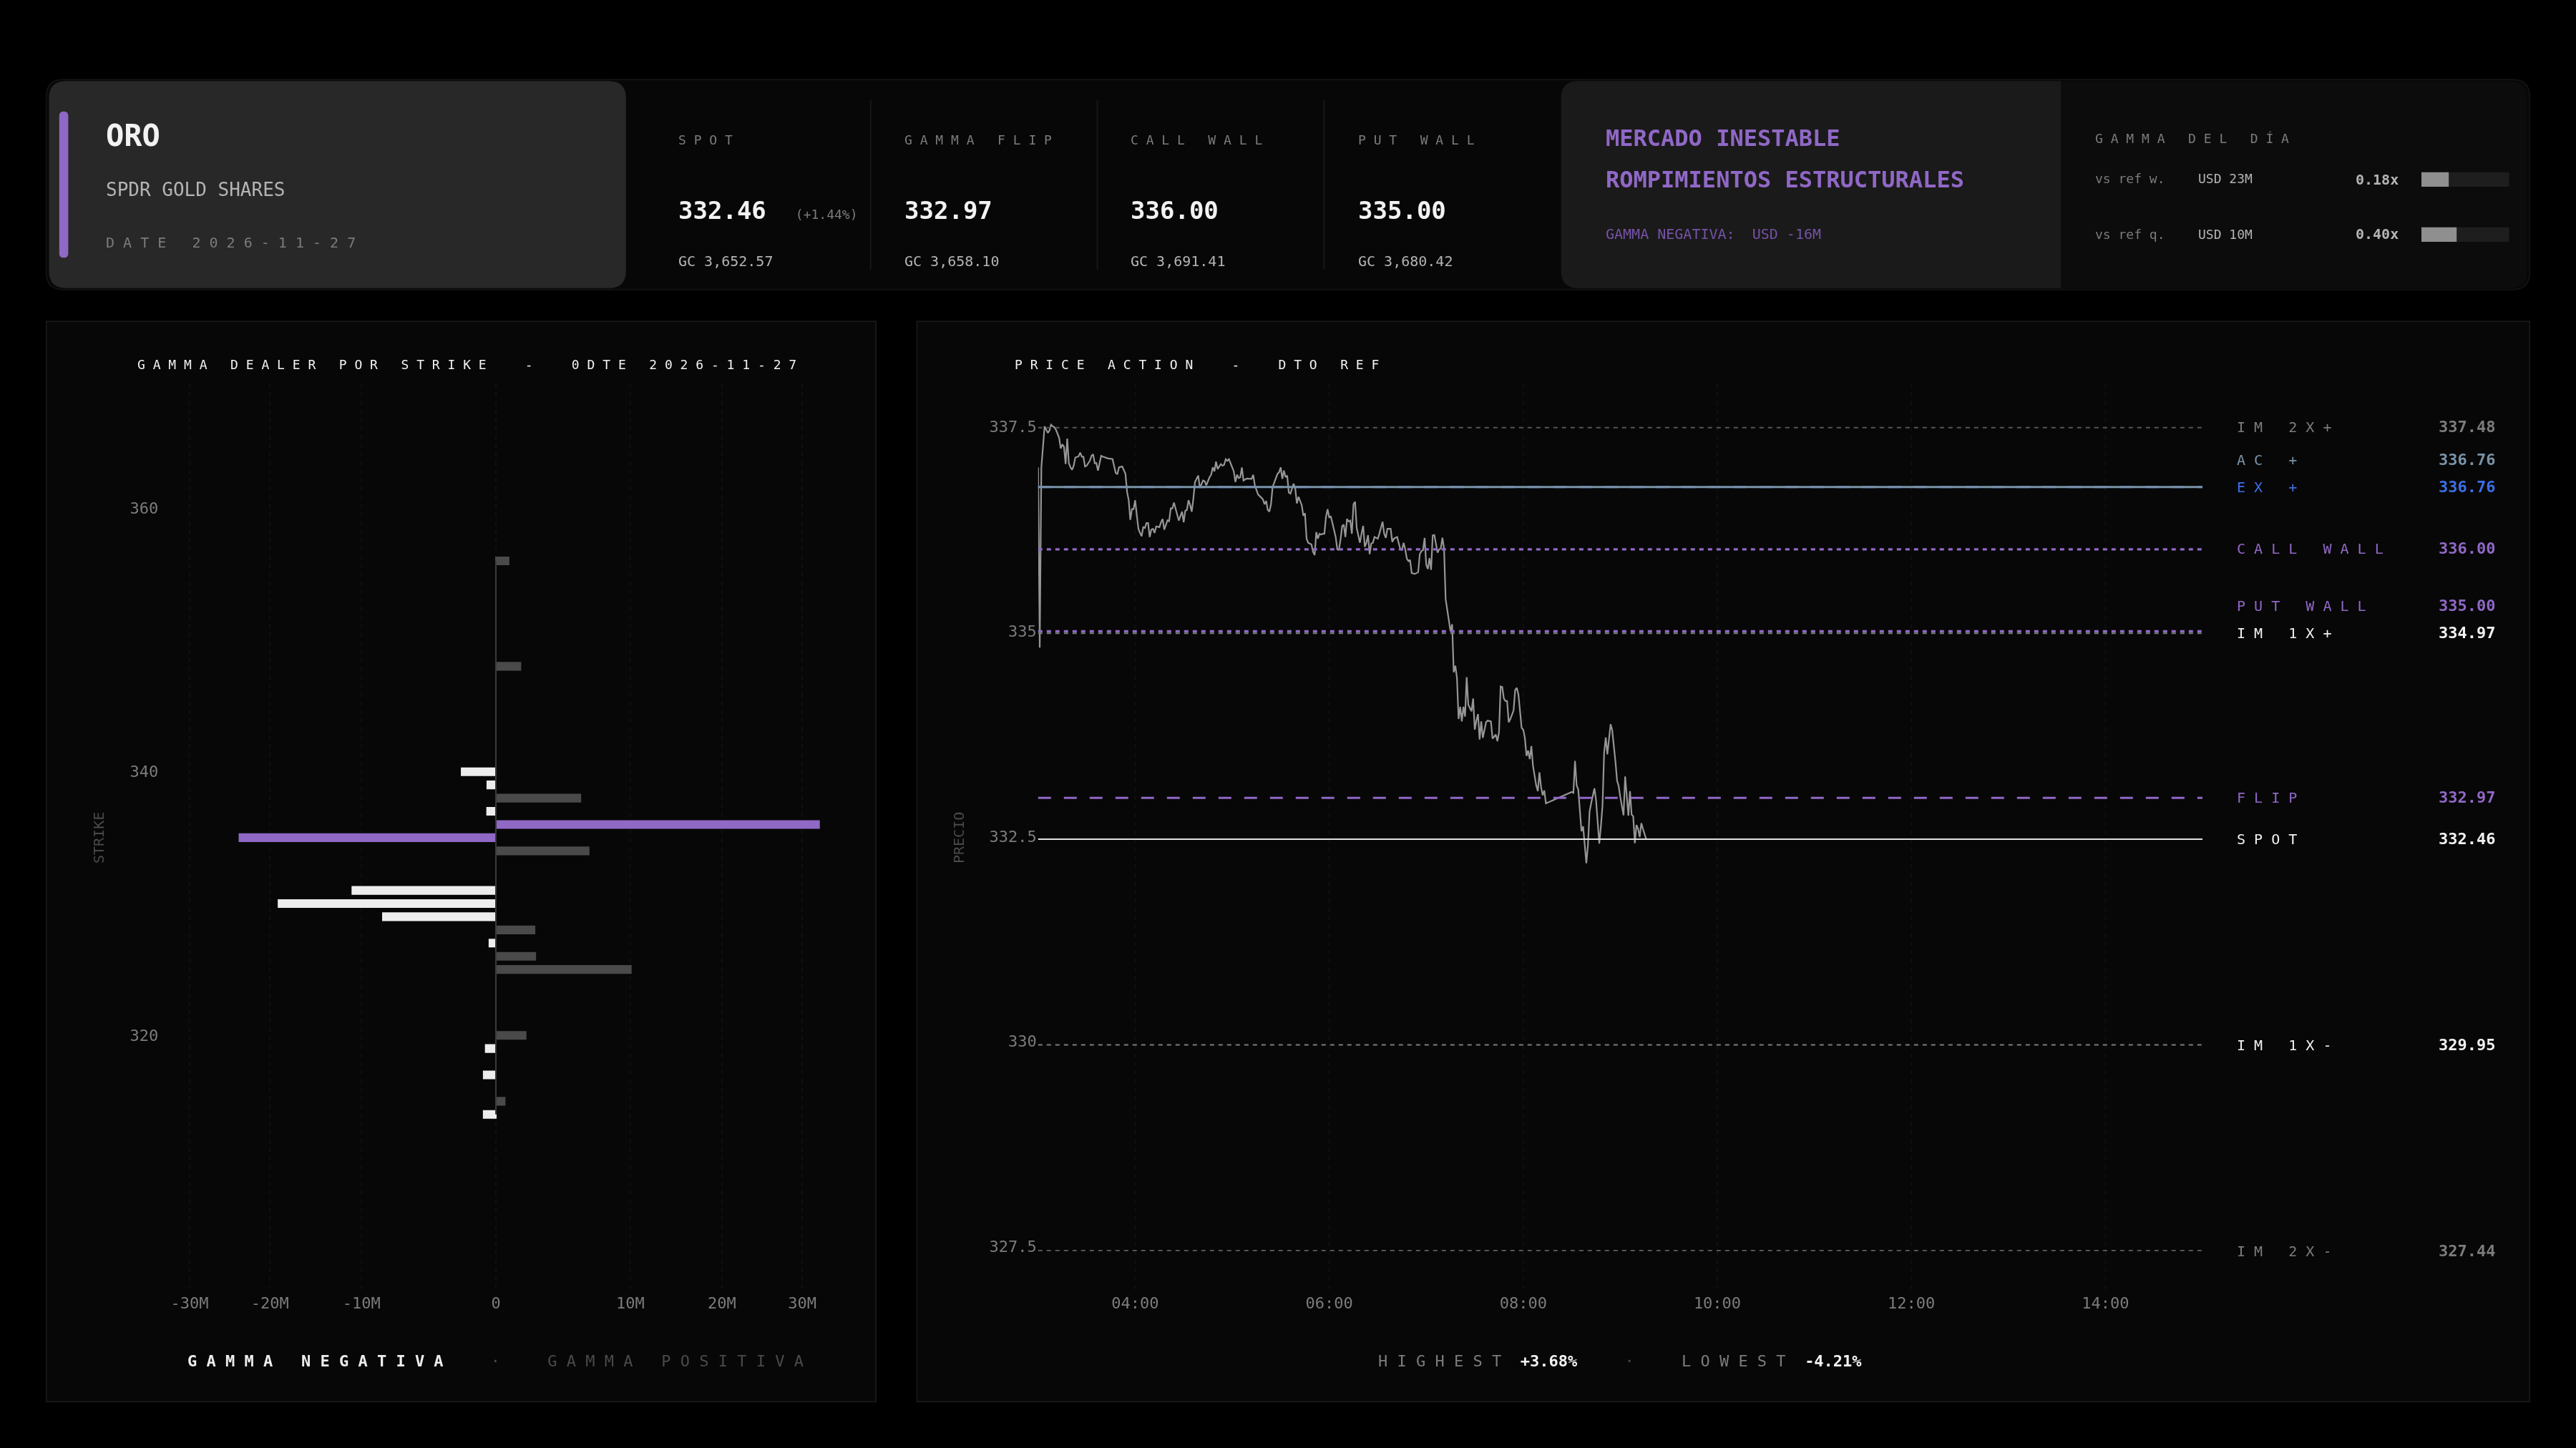 ORO
SPDR GOLD SHARES
DATE 2026-11-27
SPOT
332.46 (+1.44%)
GC 3,652.57
GAMMA FLIP
332.97
GC 3,658.10
CALL WALL
336.00
GC 3,691.41
PUT WALL
335.00
GC 3,680.42
MERCADO INESTABLE
ROMPIMIENTOS ESTRUCTURALES
GAMMA NEGATIVA: USD -16M
GAMMA DEL DÍA
vs ref w. USD 23M 0.18x
vs ref q. USD 10M 0.40x
GAMMA DEALER POR STRIKE - 0DTE 2026-11-27
360
340
320
STRIKE
-30M -20M -10M 0 10M 20M 30M
GAMMA NEGATIVA · GAMMA POSITIVA
PRICE ACTION - DTO REF
337.5
335
332.5
330
327.5
PRECIO
IM 2X+ 337.48
AC + 336.76
EX + 336.76
CALL WALL 336.00
PUT WALL 335.00
IM 1X+ 334.97
FLIP 332.97
SPOT 332.46
IM 1X- 329.95
IM 2X- 327.44
04:00 06:00 08:00 10:00 12:00 14:00
HIGHEST +3.68% · LOWEST -4.21%